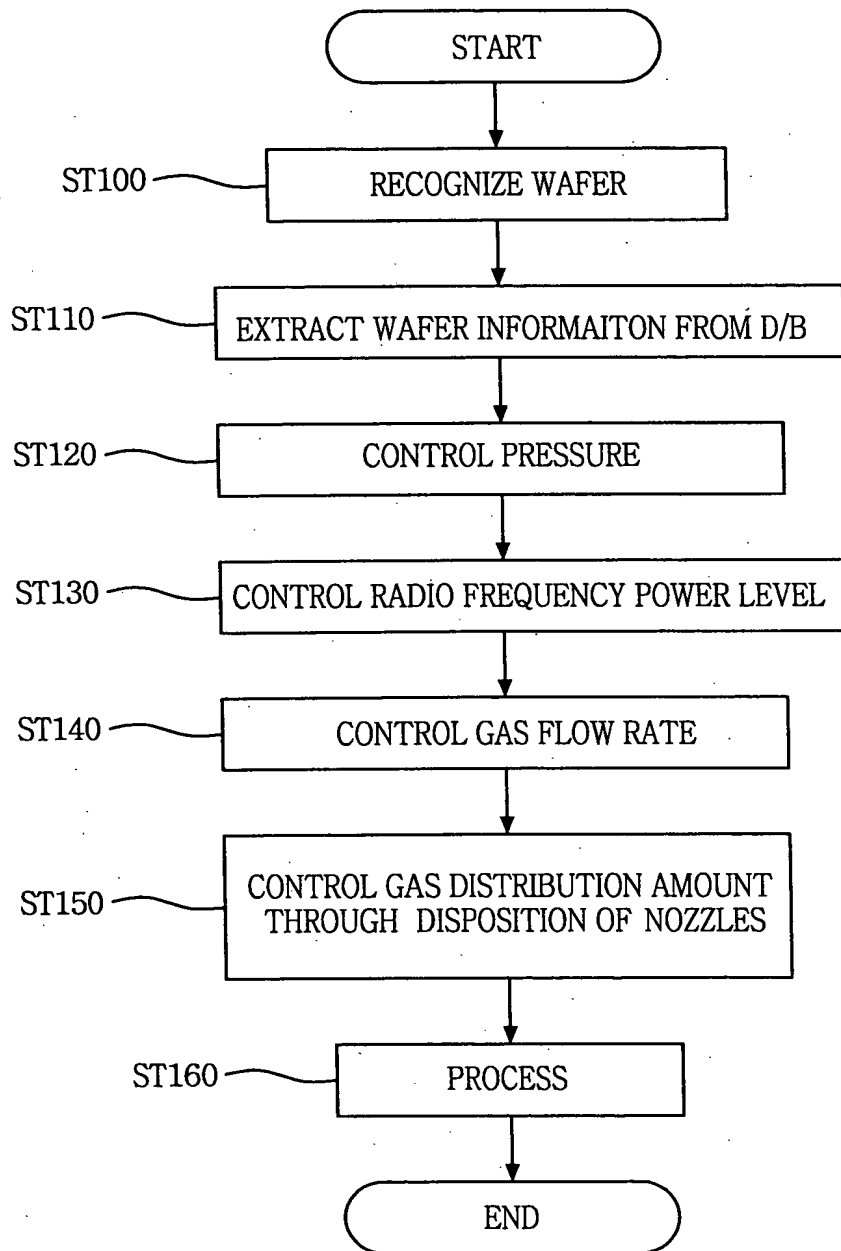 START
ST100
RECOGNIZE WAFER
ST110
EXTRACT WAFER INFORMAITON FROM D/B
ST120
CONTROL PRESSURE
ST130
CONTROL RADIO FREQUENCY POWER LEVEL
ST140
CONTROL GAS FLOW RATE
ST150
CONTROL GAS DISTRIBUTION AMOUNT
THROUGH DISPOSITION OF NOZZLES
ST160
PROCESS
END